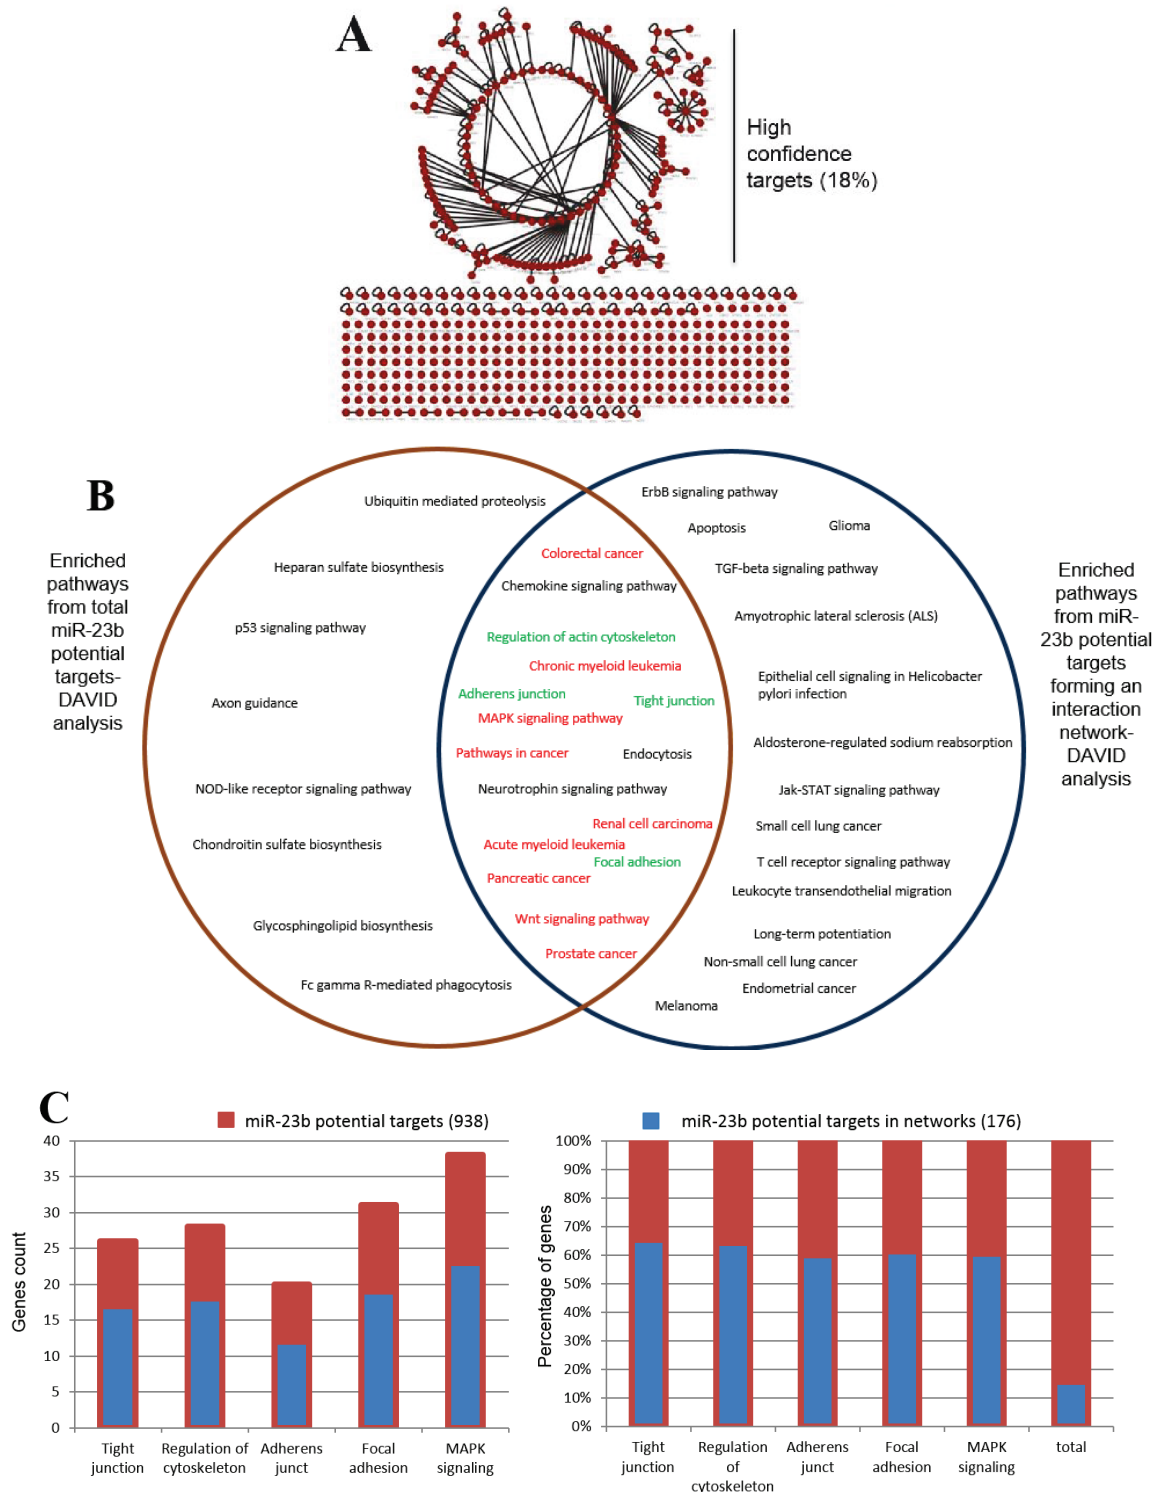 A
High
confidence
targets (18%)
B
Enriched
pathways
from total
miR-23b
potential
targets-
DAVID
analysis
Ubiquitin mediated proteolysis
Heparan sulfate biosynthesis
p53 signaling pathway
Axon guidance
NOD-like receptor signaling pathway
Chondroitin sulfate biosynthesis
Glycosphingolipid biosynthesis
Fc gamma R-mediated phagocytosis
Colorectal cancer
Chemokine signaling pathway
Regulation of actin cytoskeleton
Chronic myeloid leukemia
Adherens junction
Tight junction
MAPK signaling pathway
Pathways in cancer
Endocytosis
Neurotrophin signaling pathway
Renal cell carcinoma
Acute myeloid leukemia
Focal adhesion
Pancreatic cancer
Wnt signaling pathway
Prostate cancer
ErbB signaling pathway
Apoptosis
Glioma
TGF-beta signaling pathway
Amyotrophic lateral sclerosis (ALS)
Epithelial cell signaling in Helicobacter
pylori infection
Aldosterone-regulated sodium reabsorption
Jak-STAT signaling pathway
Small cell lung cancer
T cell receptor signaling pathway
Leukocyte transendothelial migration
Long-term potentiation
Non-small cell lung cancer
Endometrial cancer
Melanoma
Enriched
pathways
from miR-
23b potential
targets
forming an
interaction
network-
DAVID
analysis
C
miR-23b potential targets (938)
miR-23b potential targets in networks (176)
Genes count
40
35
30
25
20
15
10
5
0
Tight
junction
Regulation of
cytoskeleton
Adherens
junct
Focal
adhesion
MAPK
signaling
Percentage of genes
100%
90%
80%
70%
60%
50%
40%
30%
20%
10%
0%
Tight
junction
Regulation
of
cytoskeleton
Adherens
junct
Focal
adhesion
MAPK
signaling
total